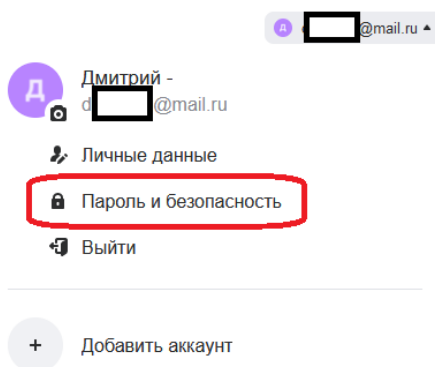 Д @mail.ru
Д
Дмитрий -
d @mail.ru
Личные данные
Пароль и безопасность
Выйти
+ Добавить аккаунт